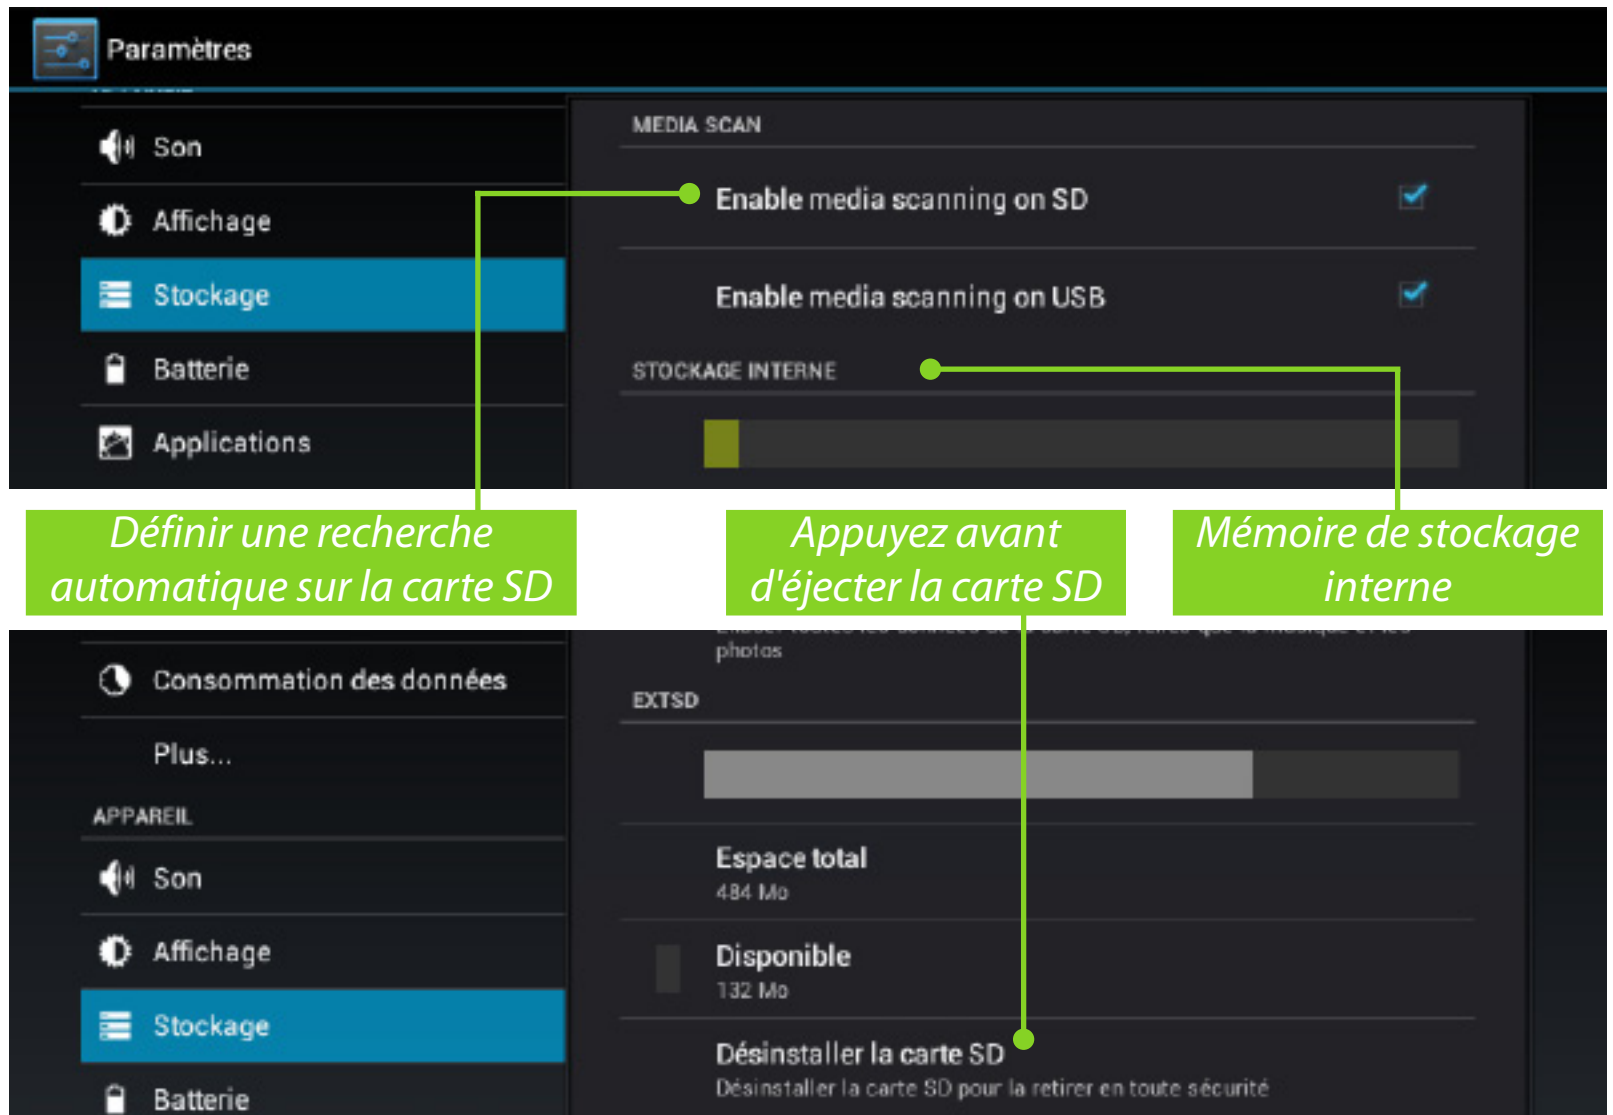 Paramètres
Son
Affichage
Stockage
Batterie
Applications
MEDIA SCAN
Enable media scanning on SD
Enable media scanning on USB
STOCKAGE INTERNE
Définir une recherche
automatique sur la carte SD
Appuyez avant
d'éjecter la carte SD
Mémoire de stockage
interne
Consommation des données
Plus...
APPAREIL
Son
Affichage
Stockage
Batterie
photos
EXTSD
Espace total
484 Mo
Disponible
132 Mo
Désinstaller la carte SD
Désinstaller la carte SD pour la retirer en toute sécurité